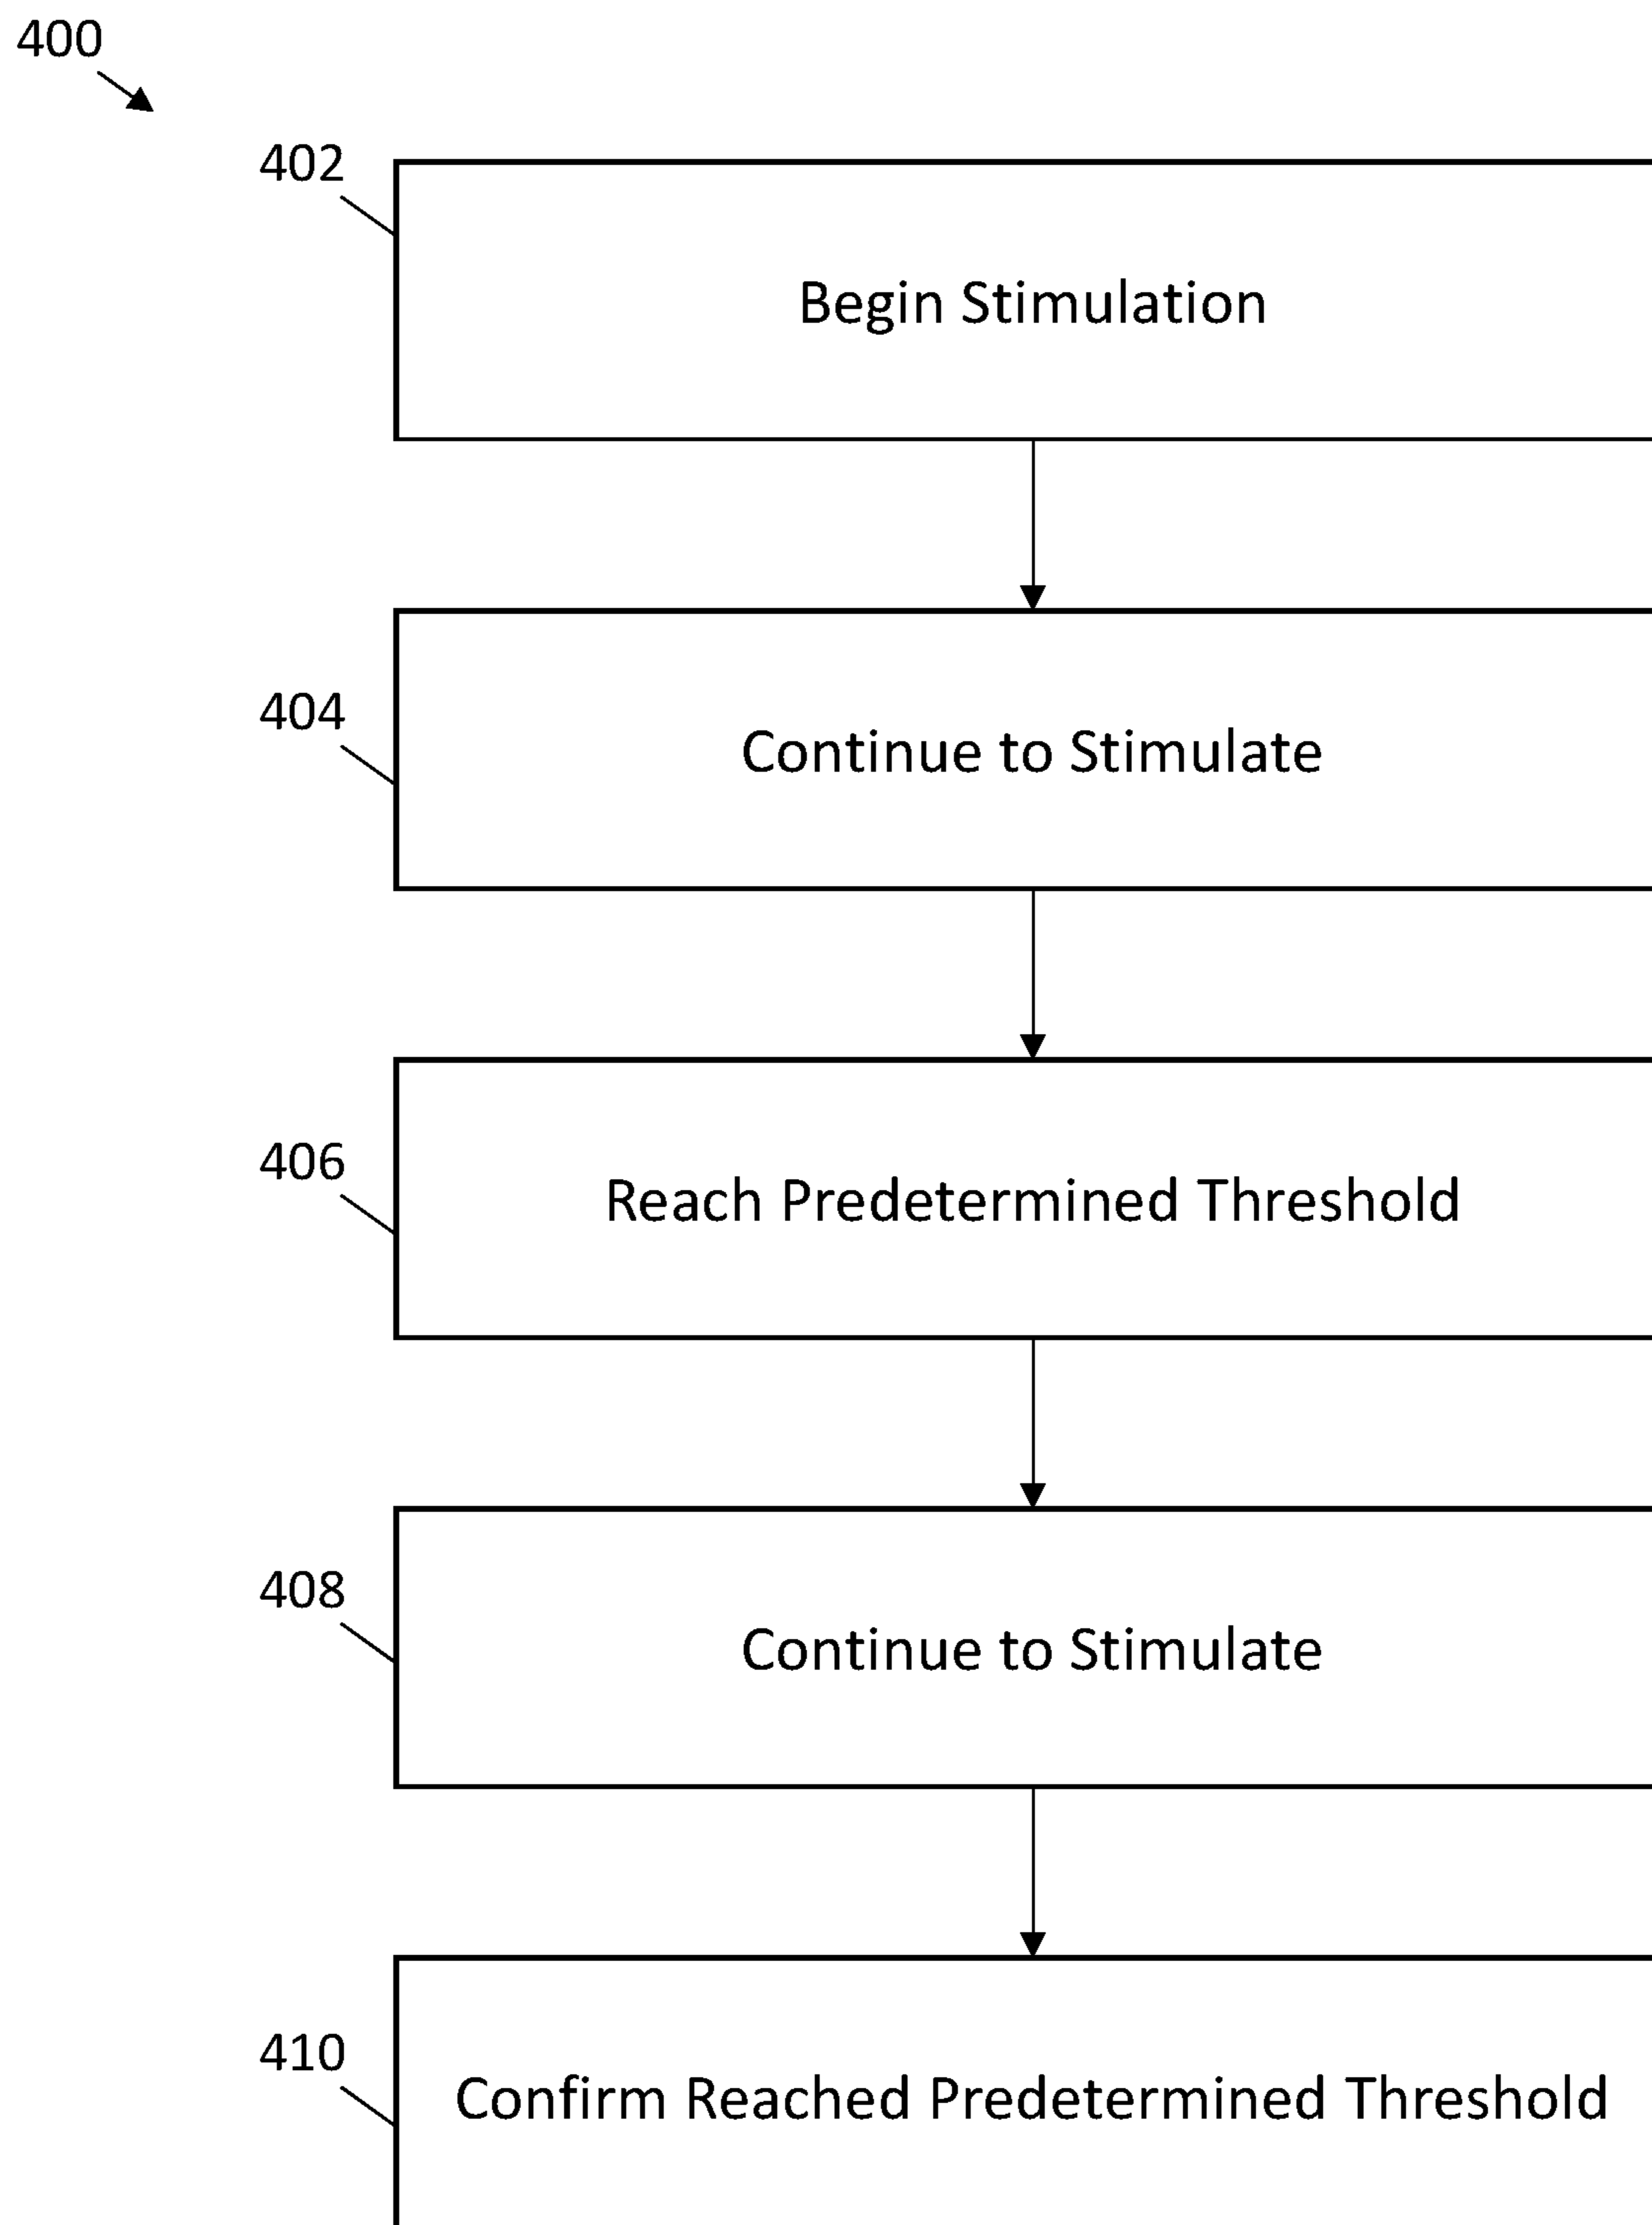 400
402
Begin Stimulation
404
Continue to Stimulate
406
Reach Predetermined Threshold
408
Continue to Stimulate
410
Confirm Reached Predetermined Threshold